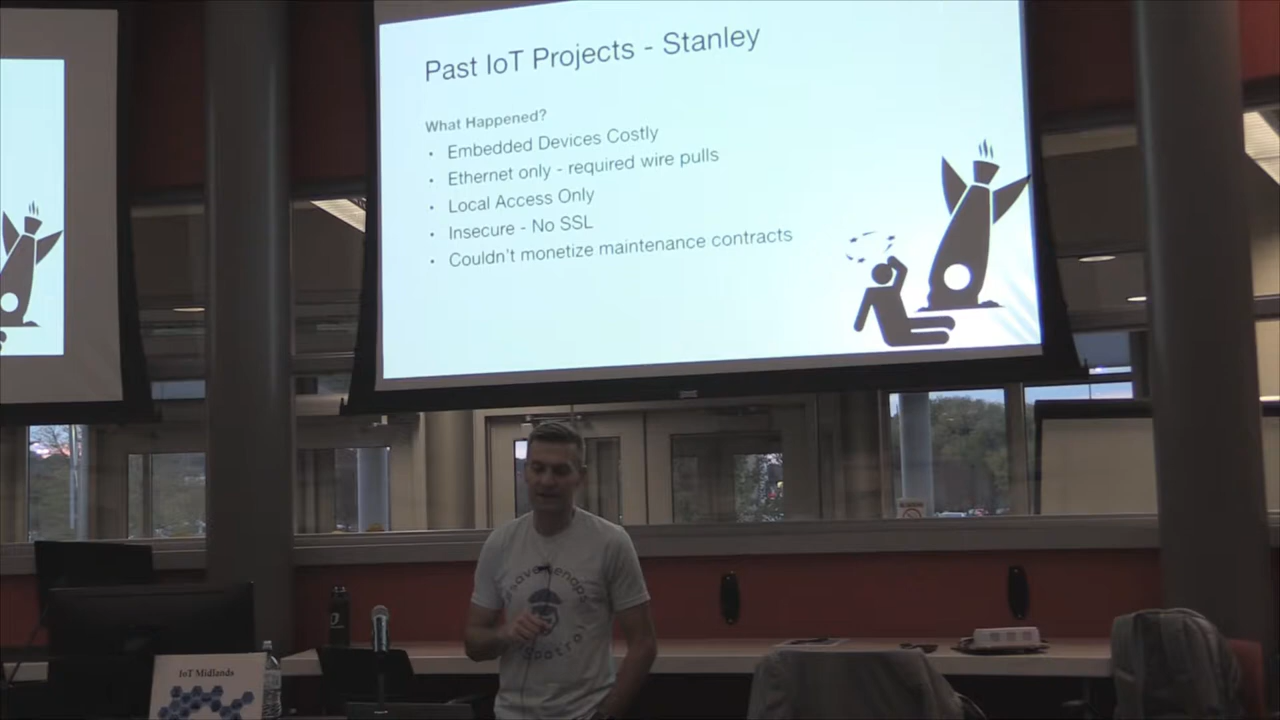 Past IoT Projects - Stanley
What Happened?
• Embedded Devices Costly
• Ethernet only - required wire pulls
• Local Access Only
• Insecure - No SSL
• Couldn't monetize maintenance contracts
patrol
IoT Midlands